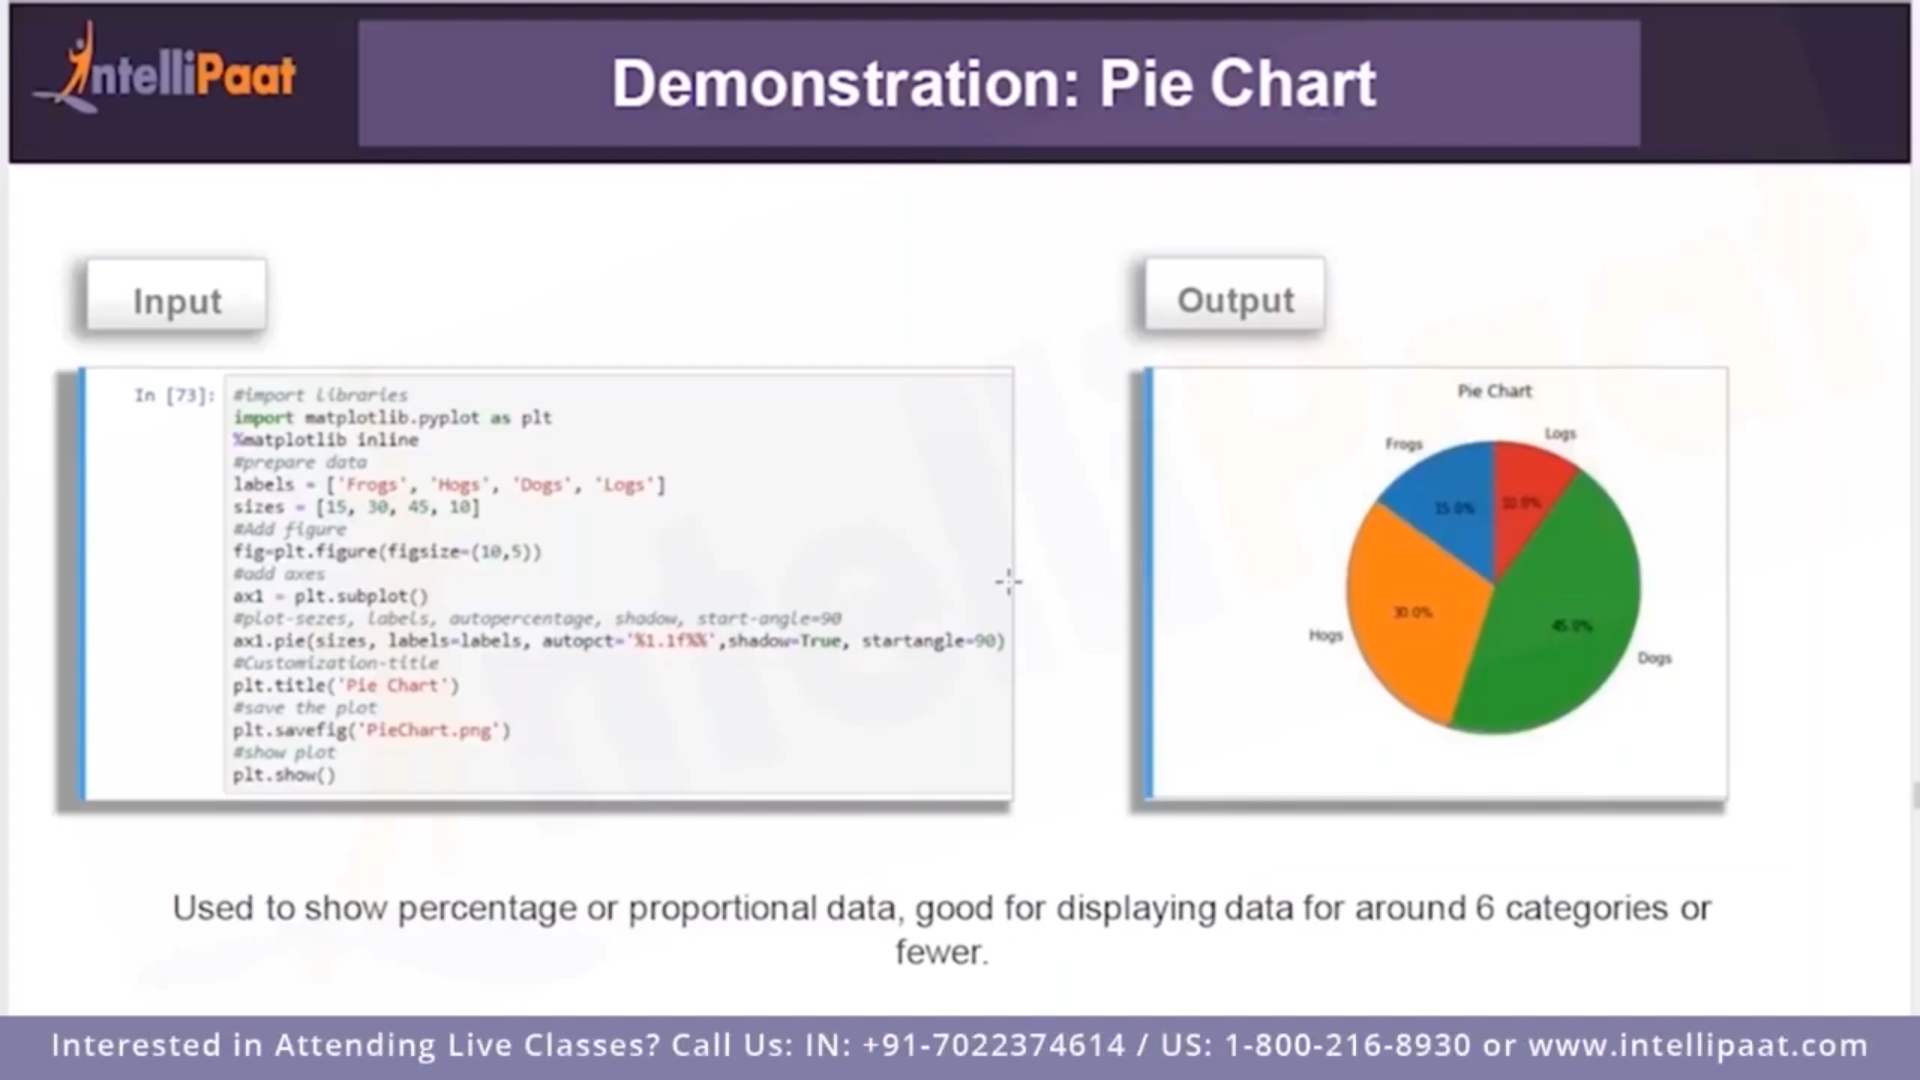 IntelliPaat
Demonstration: Pie Chart
Input
Output
In [73]:
#import libraries
import matplotlib.pyplot as plt
%matplotlib inline
#prepare data
labels = ['Frogs', 'Hogs', 'Dogs', 'Logs']
sizes = [15, 30, 45, 10]
#Add figure
fig=plt.figure(figsize=(10,5))
#add axes
ax1 = plt.subplot()
#plot-sezes, labels, autopercentage, shadow, start-angle=90
ax1.pie(sizes, labels=labels, autopct='%1.1f%%',shadow=True, startangle=90)
#Customization-title
plt.title('Pie Chart')
#save the plot
plt.savefig('PieChart.png')
#show plot
plt.show()
Pie Chart
Frogs
Logs
15.0%
10.0%
30.0%
45.0%
Hogs
Dogs
Used to show percentage or proportional data, good for displaying data for around 6 categories or
fewer.
Interested in Attending Live Classes? Call Us: IN: +91-7022374614 / US: 1-800-216-8930 or www.intellipaat.com